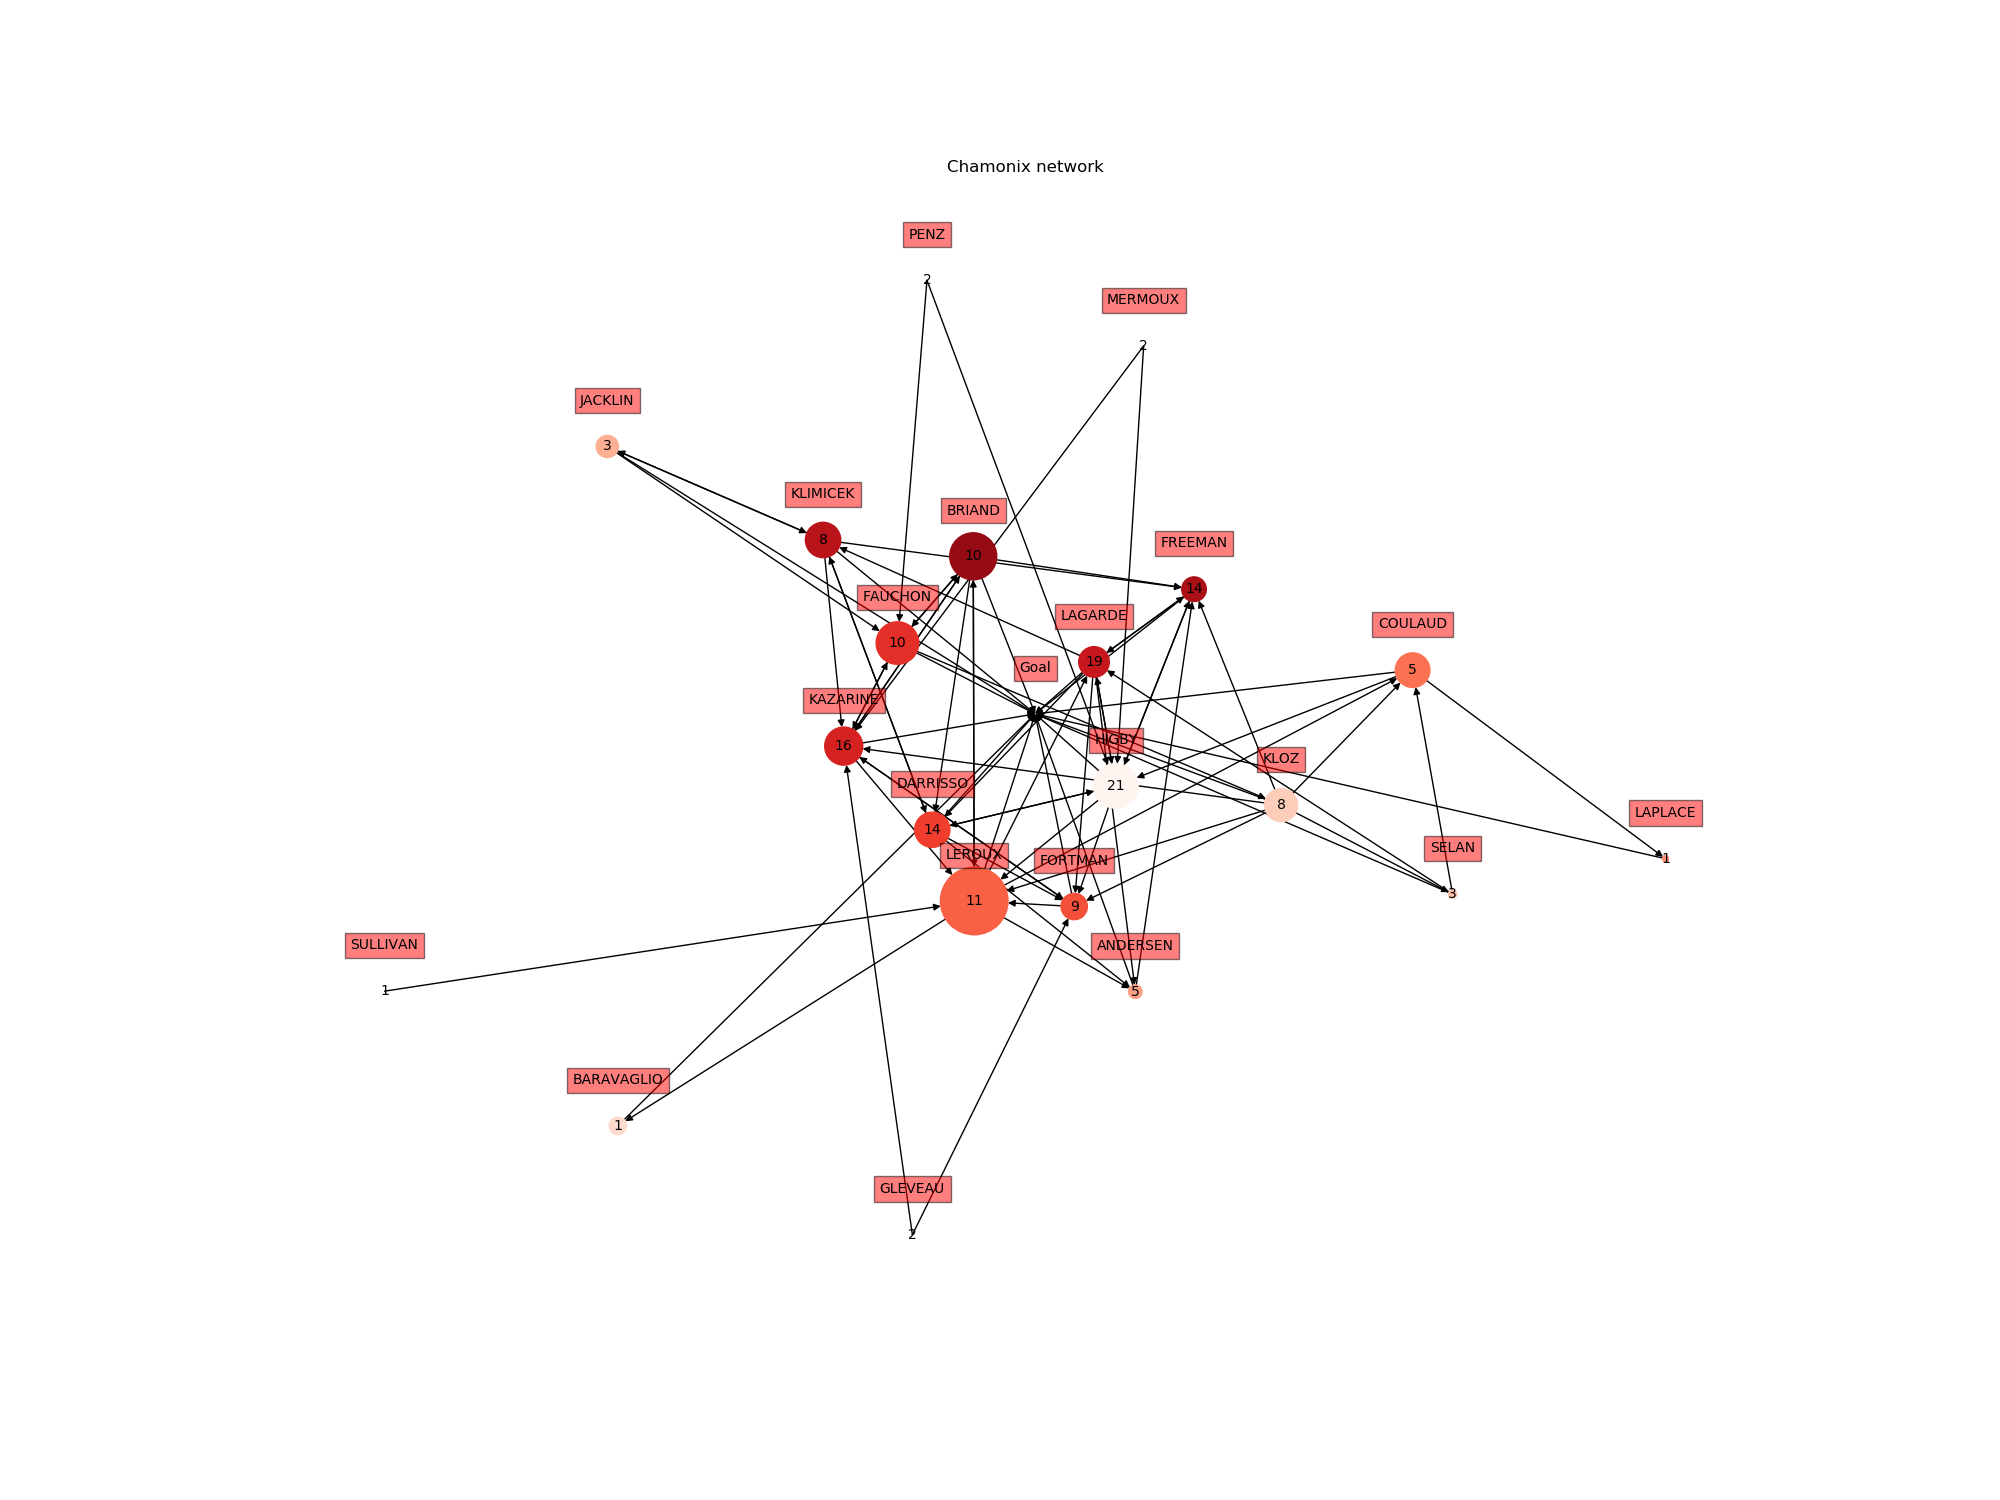 Chamonix network
PENZ
2
MERMOUX
2
JACKLIN
3
KLIMICEK
8
BRIAND
10
FREEMAN
14
FAUCHON
10
LAGARDE
19
COULAUD
5
Goal
KAZARINE
16
HIGBY
21
KLOZ
8
DARRISSO
14
LAPLACE
1
SELAN
3
LEROUX
11
FORTMAN
9
SULLIVAN
1
ANDERSEN
5
BARAVAGLIO
1
GLEVEAU
2